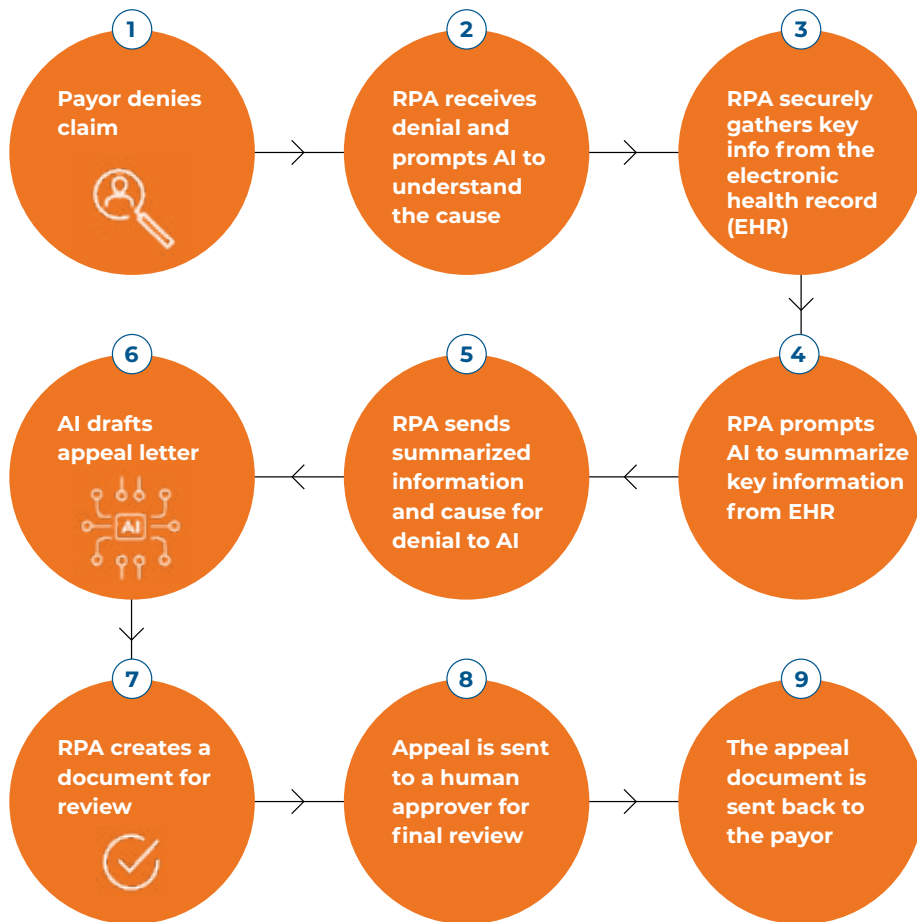 1
Payor denies
claim
2
RPA receives
denial and
prompts AI to
understand
the cause
3
RPA securely
gathers key
info from the
electronic
health record
(EHR)
4
RPA prompts
AI to summarize
key information
from EHR
5
RPA sends
summarized
information
and cause for
denial to AI
6
AI drafts
appeal letter
AI
7
RPA creates a
document for
review
8
Appeal is sent
to a human
approver for
final review
9
The appeal
document is
sent back to
the payor